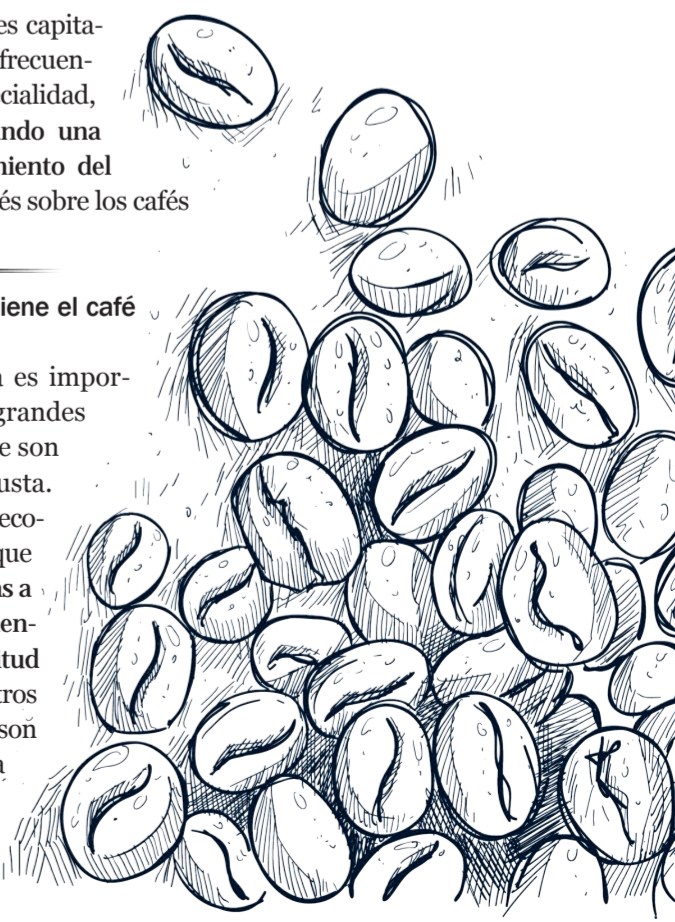 es capita-
frecuen-
cialidad,
ndo una
niento del
és sobre los cafés
iene el café
es impor-
grandes
e son
usta.
eco-
que
as a
en-
itud
tros
son
a